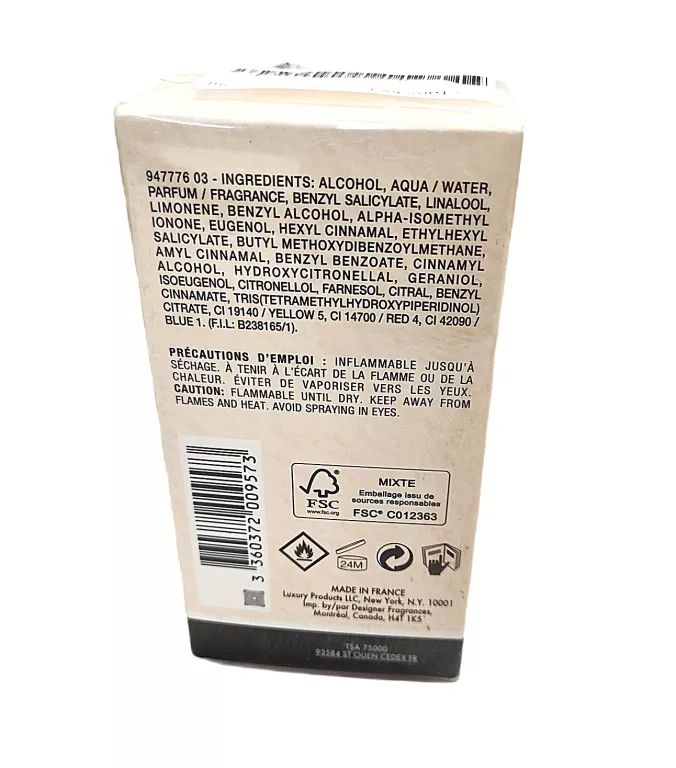 947776 03 - INGREDIENTS: ALCOHOL, AQUA / WATER,
PARFUM / FRAGRANCE, BENZYL SALICYLATE, LINALOOL,
LIMONENE, BENZYL ALCOHOL, ALPHA-ISOMETHYL
IONONE, EUGENOL, HEXYL CINNAMAL, ETHYLHEXYL
SALICYLATE, BUTYL METHOXYDIBENZOYLMETHANE,
AMYL CINNAMAL, BENZYL BENZOATE, CINNAMYL
ALCOHOL, HYDROXYCITRONELLAL, GERANIOL,
ISOEUGENOL, CITRONELLOL, FARNESOL, CITRAL, BENZYL
CINNAMATE, TRIS(TETRAMETHYLHYDROXYPIPERIDINOL)
CITRATE, CI 19140 / YELLOW 5, CI 14700 / RED 4, CI 42090 /
BLUE 1. (F.I.L: B238165/1).
PRÉCAUTIONS D'EMPLOI : INFLAMMABLE JUSQU'À
SÉCHAGE. À TENIR À L'ÉCART DE LA FLAMME OU DE LA
CHALEUR. ÉVITER DE VAPORISER VERS LES YEUX.
CAUTION: FLAMMABLE UNTIL DRY. KEEP AWAY FROM
FLAMES AND HEAT. AVOID SPRAYING IN EYES.
3 360372 009573
FSC
www.fsc.org
MIXTE
Emballage issu de
sources responsables
FSC® C012363
24M
MADE IN FRANCE
Luxury Products LLC, New York, N.Y. 10001
Imp. by/par Designer Fragrances,
Montréal, Canada, H4T 1K5
TSA 75000
93584 ST OUEN CEDEX FR